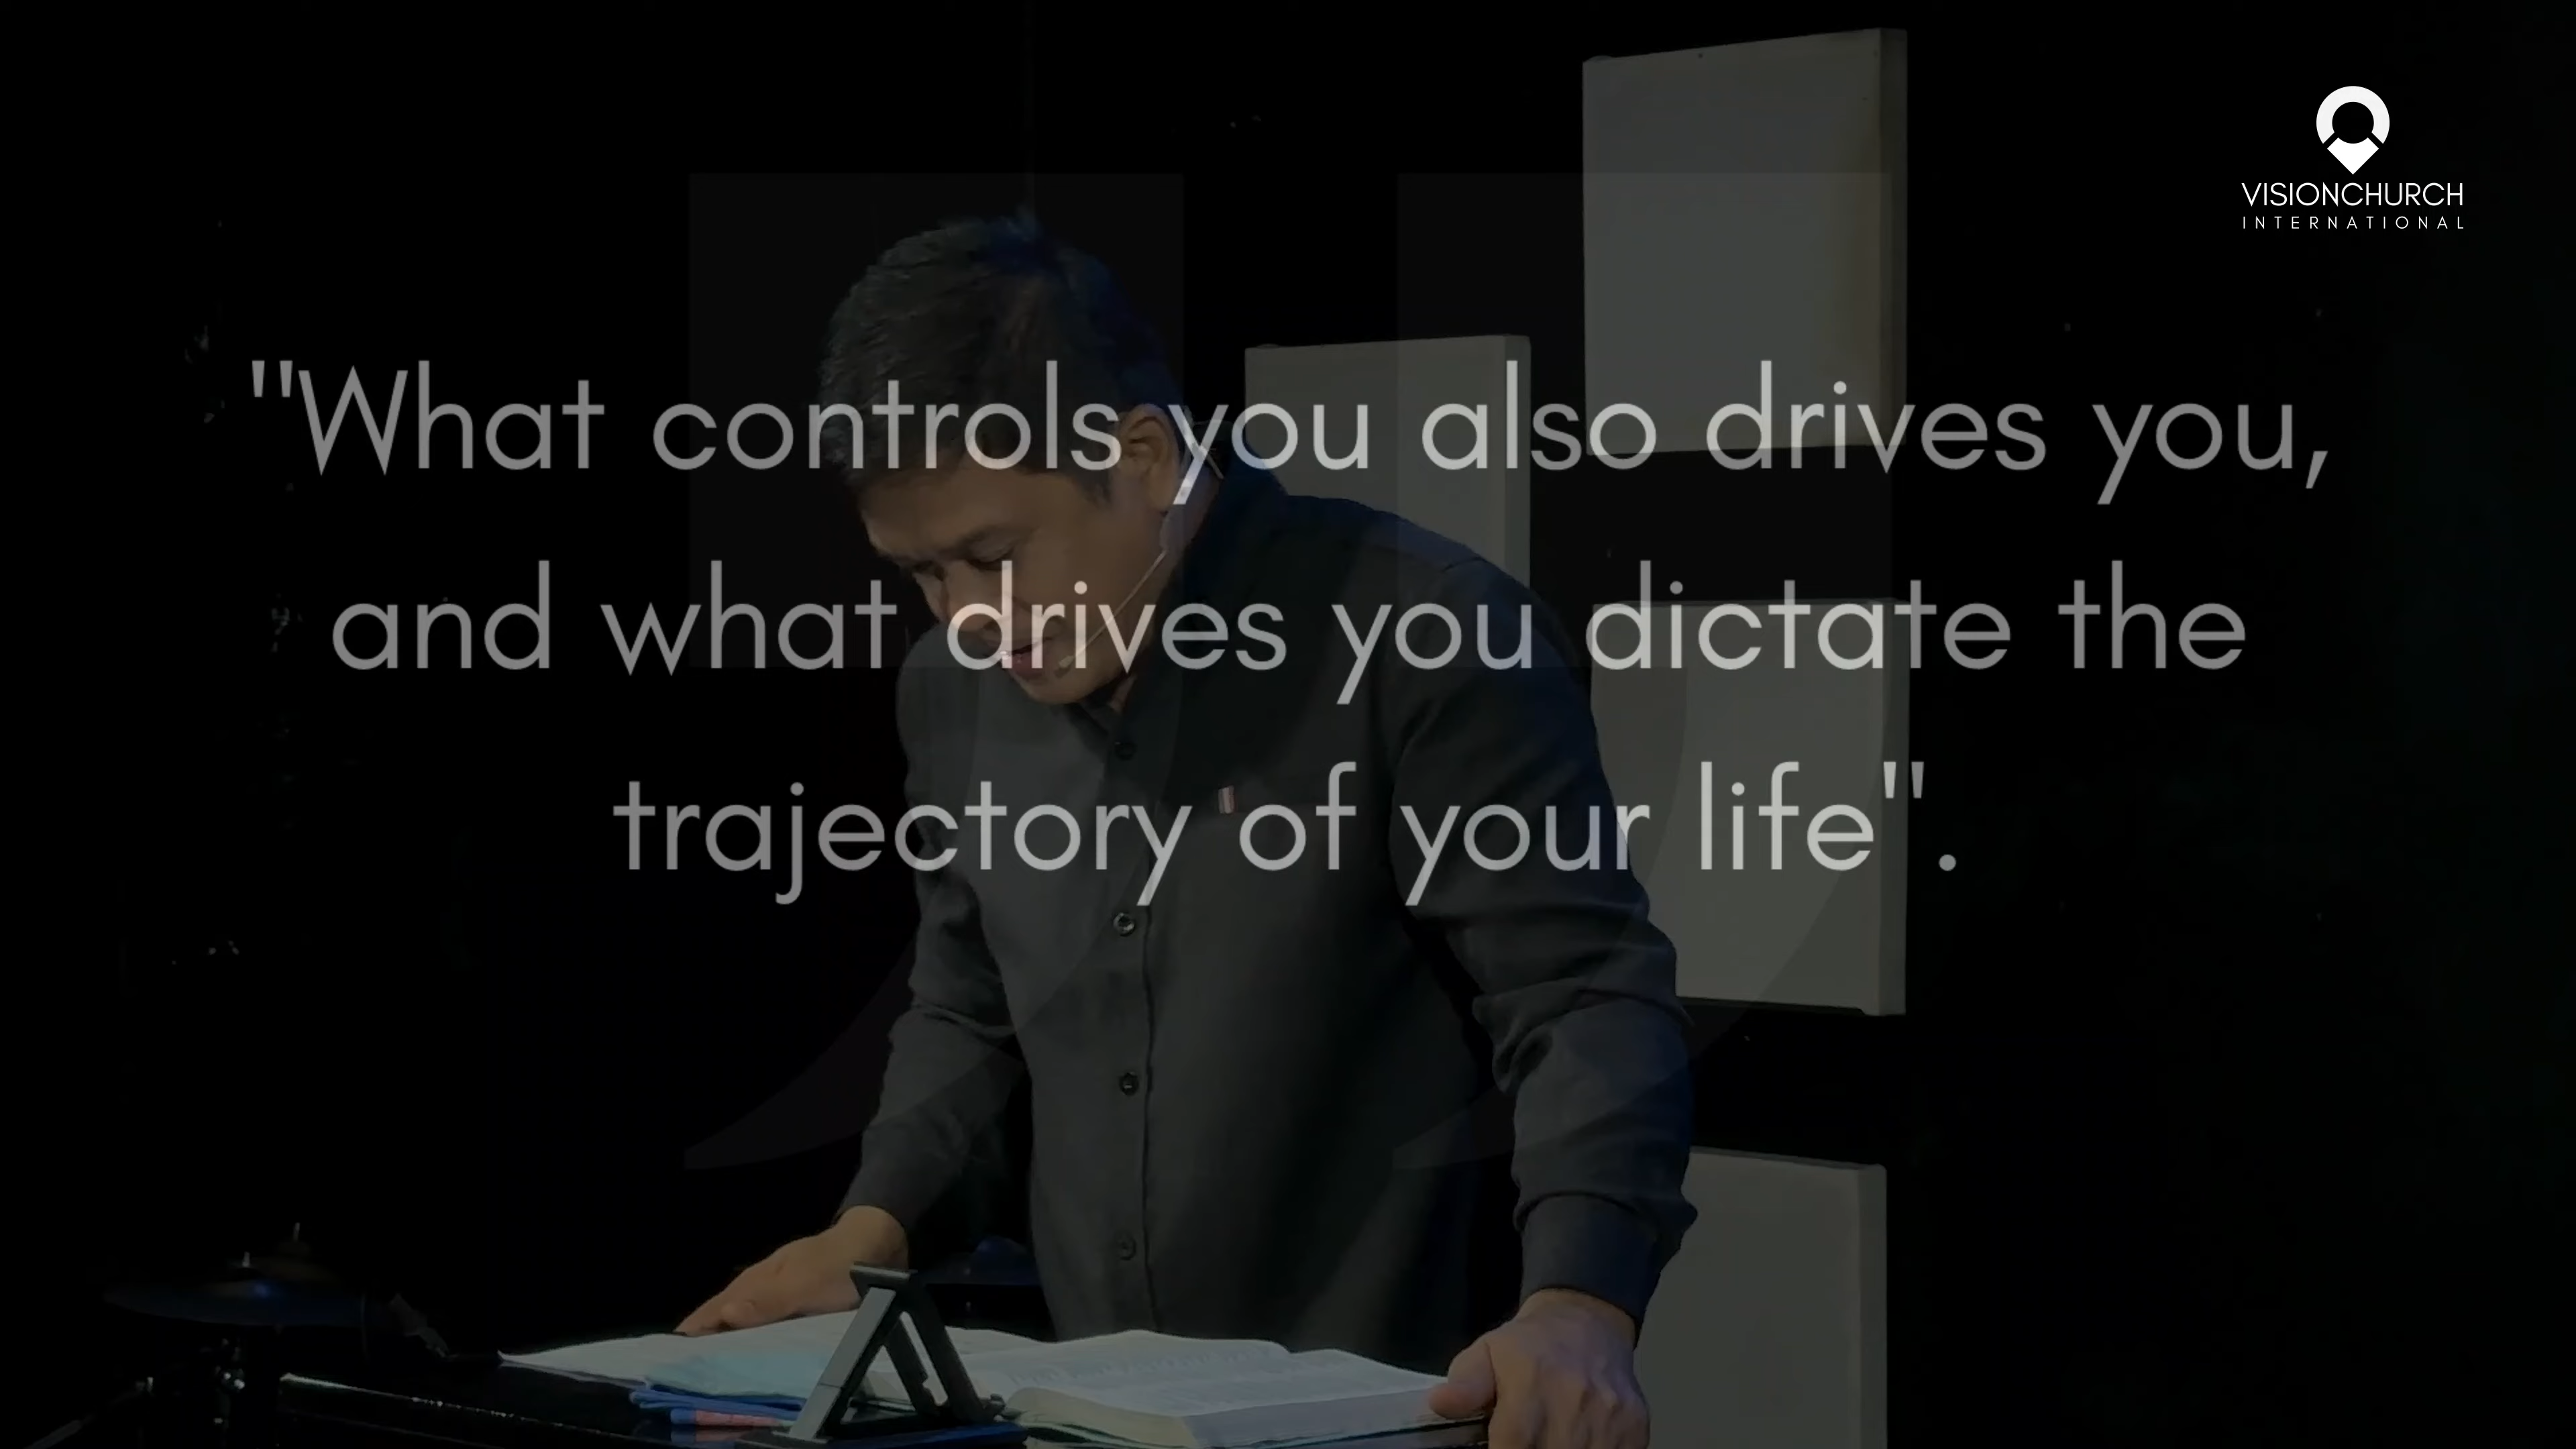 VISIONCHURCH
INTERNATIONAL
"What controls you also drives you,
and what drives you dictate the
trajectory of your life".